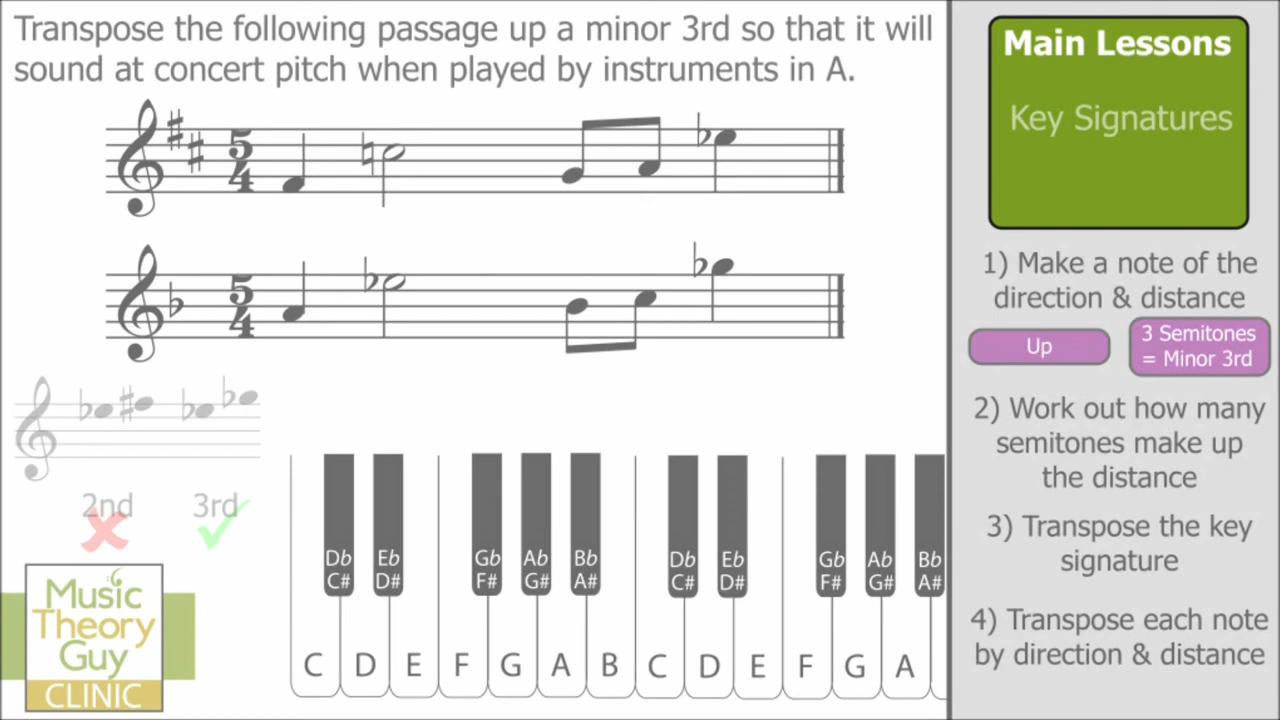 Transpose the following passage up a minor 3rd so that it will
sound at concert pitch when played by instruments in A.
5
4
5
4
2nd 3rd
Music
Theory
Guy
CLINIC
Db Eb Gb Ab Bb Db Eb Gb Ab Bb
C# D# F# G# A# C# D# F# G# A#
C D E F G A B C D E F G A
Main Lessons
Key Signatures
1) Make a note of the
direction & distance
Up
3 Semitones
= Minor 3rd
2) Work out how many
semitones make up
the distance
3) Transpose the key
signature
4) Transpose each note
by direction & distance